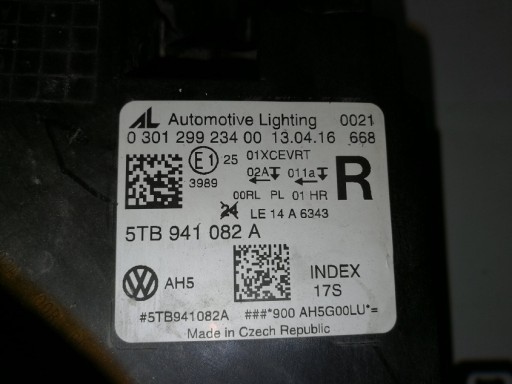 AL Automotive Lighting 0021
0 301 299 234 00 13.04.16 668
E1 25 01XCEVRT
02A 011a
3989
00RL PL 01 HR
R
24 LE 14 A 6343
5TB 941 082 A
VW AH5
INDEX
17S
#5TB941082A ###*900 AH5G00LU*=
Made in Czech Republic